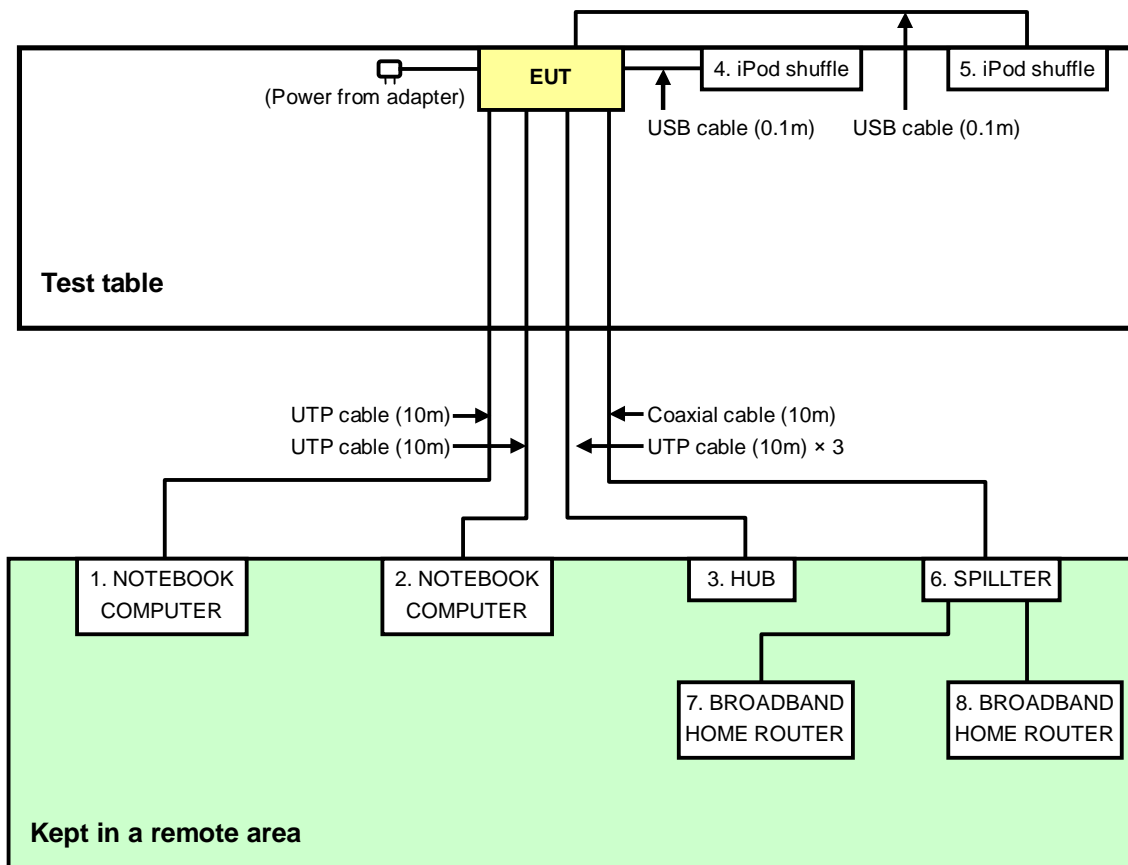 EUT
4. iPod shuffle
5. iPod shuffle
(Power from adapter)
USB cable (0.1m)
USB cable (0.1m)
Test table
UTP cable (10m)
Coaxial cable (10m)
UTP cable (10m)
UTP cable (10m) × 3
1. NOTEBOOK
COMPUTER
2. NOTEBOOK
COMPUTER
3. HUB
6. SPILLTER
7. BROADBAND
HOME ROUTER
8. BROADBAND
HOME ROUTER
Kept in a remote area